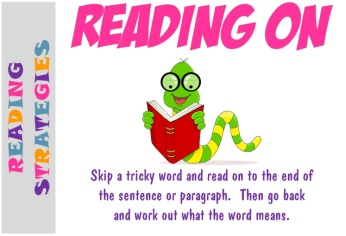 READING ON
READING
STRATEGIES
Skip a tricky word and read on to the end of
the sentence or paragraph.  Then go back
and work out what the word means.